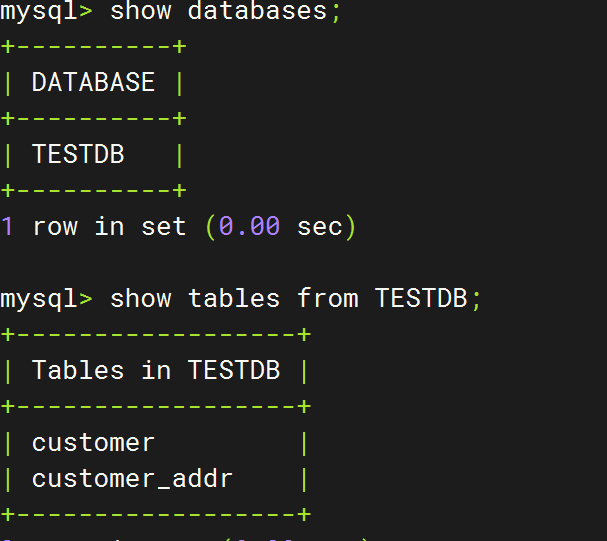 mysql> show databases;
+----------+
| DATABASE |
+----------+
| TESTDB   |
+----------+
1 row in set (0.00 sec)
mysql> show tables from TESTDB;
+------------------+
| Tables in TESTDB |
+------------------+
| customer         |
| customer_addr    |
+------------------+